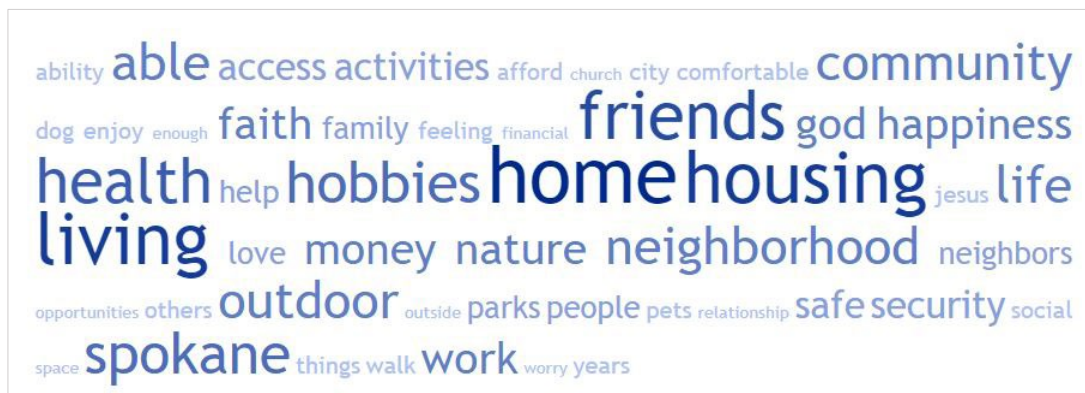 ability able access activities afford church city comfortable community
dog enjoy enough faith family feeling financial friends god happiness
health help hobbies home housing jesus life
living love money nature neighborhood neighbors
opportunities others outdoor outside parks people pets relationship safe security social
space spokane things walk work worry years